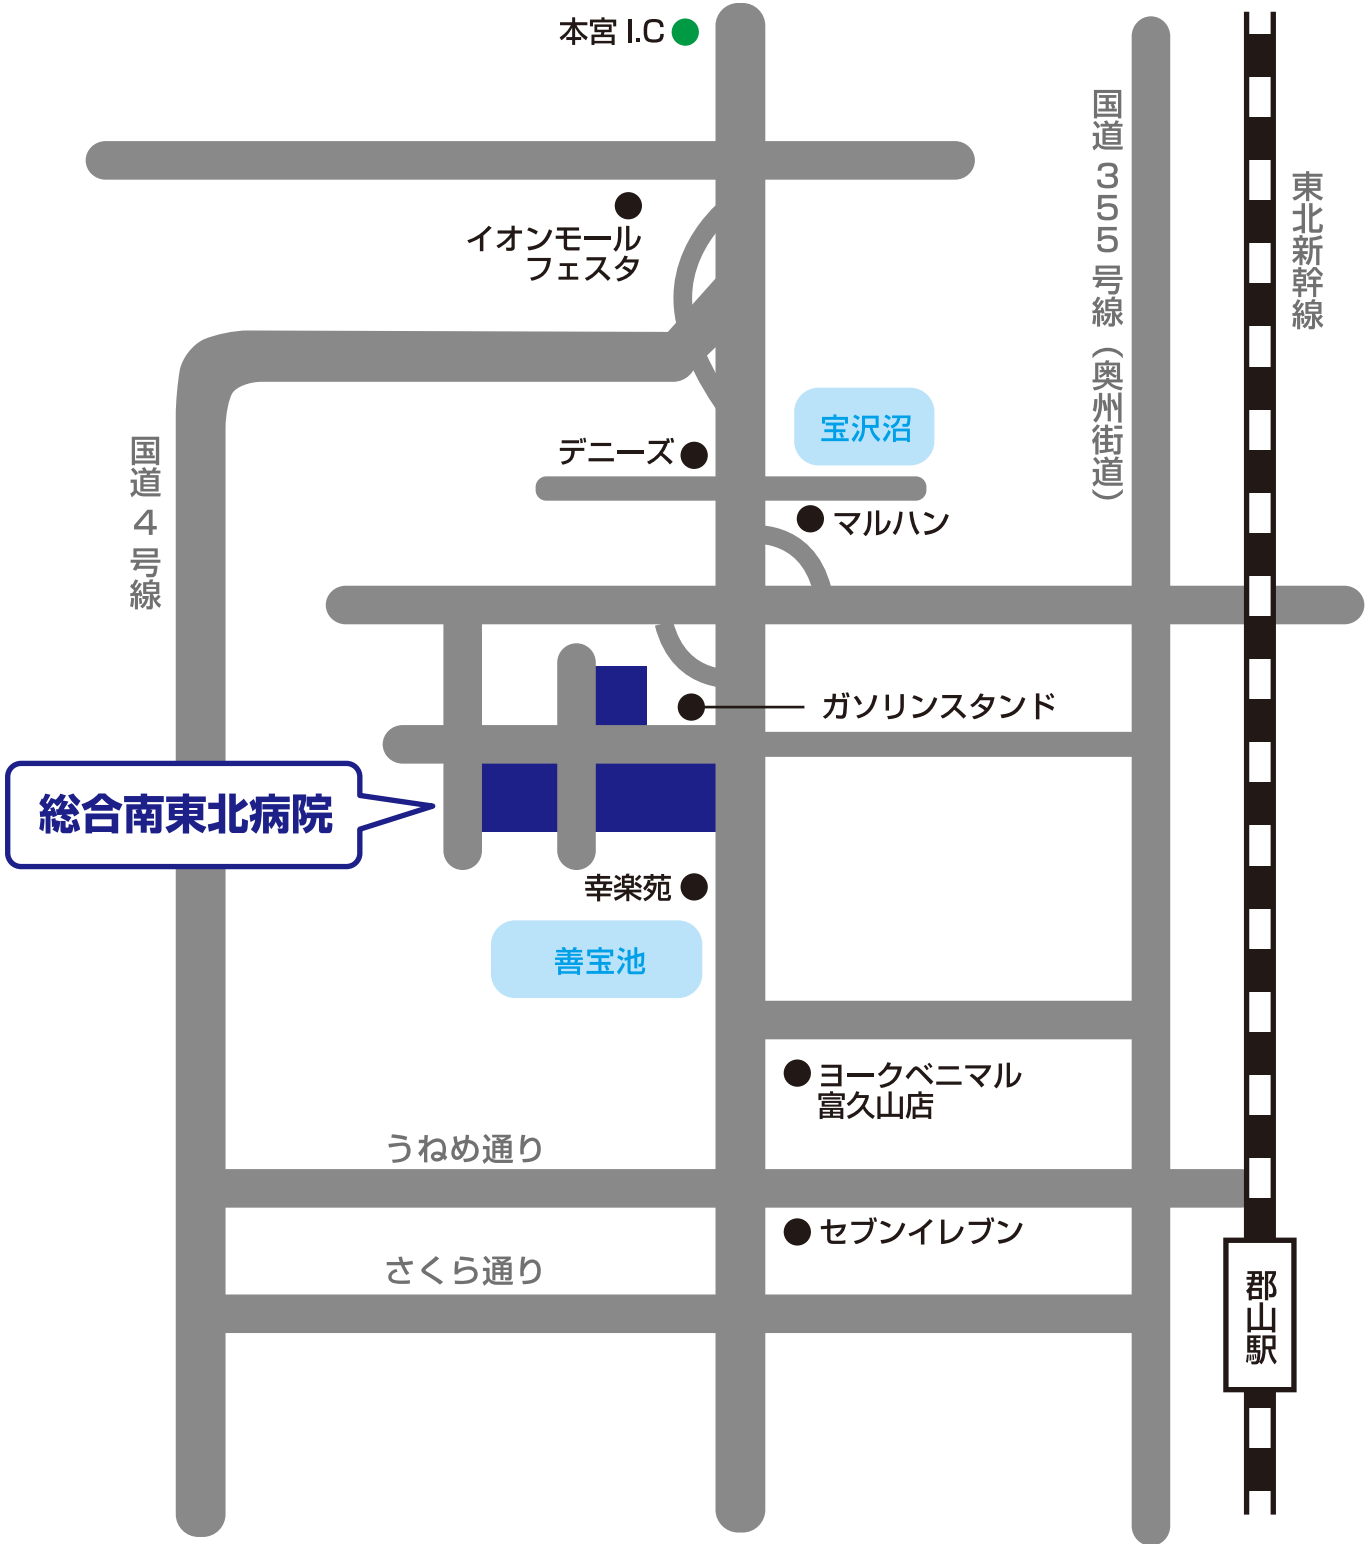 本宮 I.C
国道355号線（奥州街道）
東北新幹線
イオンモール
フェスタ
宝沢沼
国道4号線
デニーズ
マルハン
ガソリンスタンド
総合南東北病院
幸楽苑
善宝池
ヨークベニマル
富久山店
うねめ通り
セブンイレブン
さくら通り
郡山駅